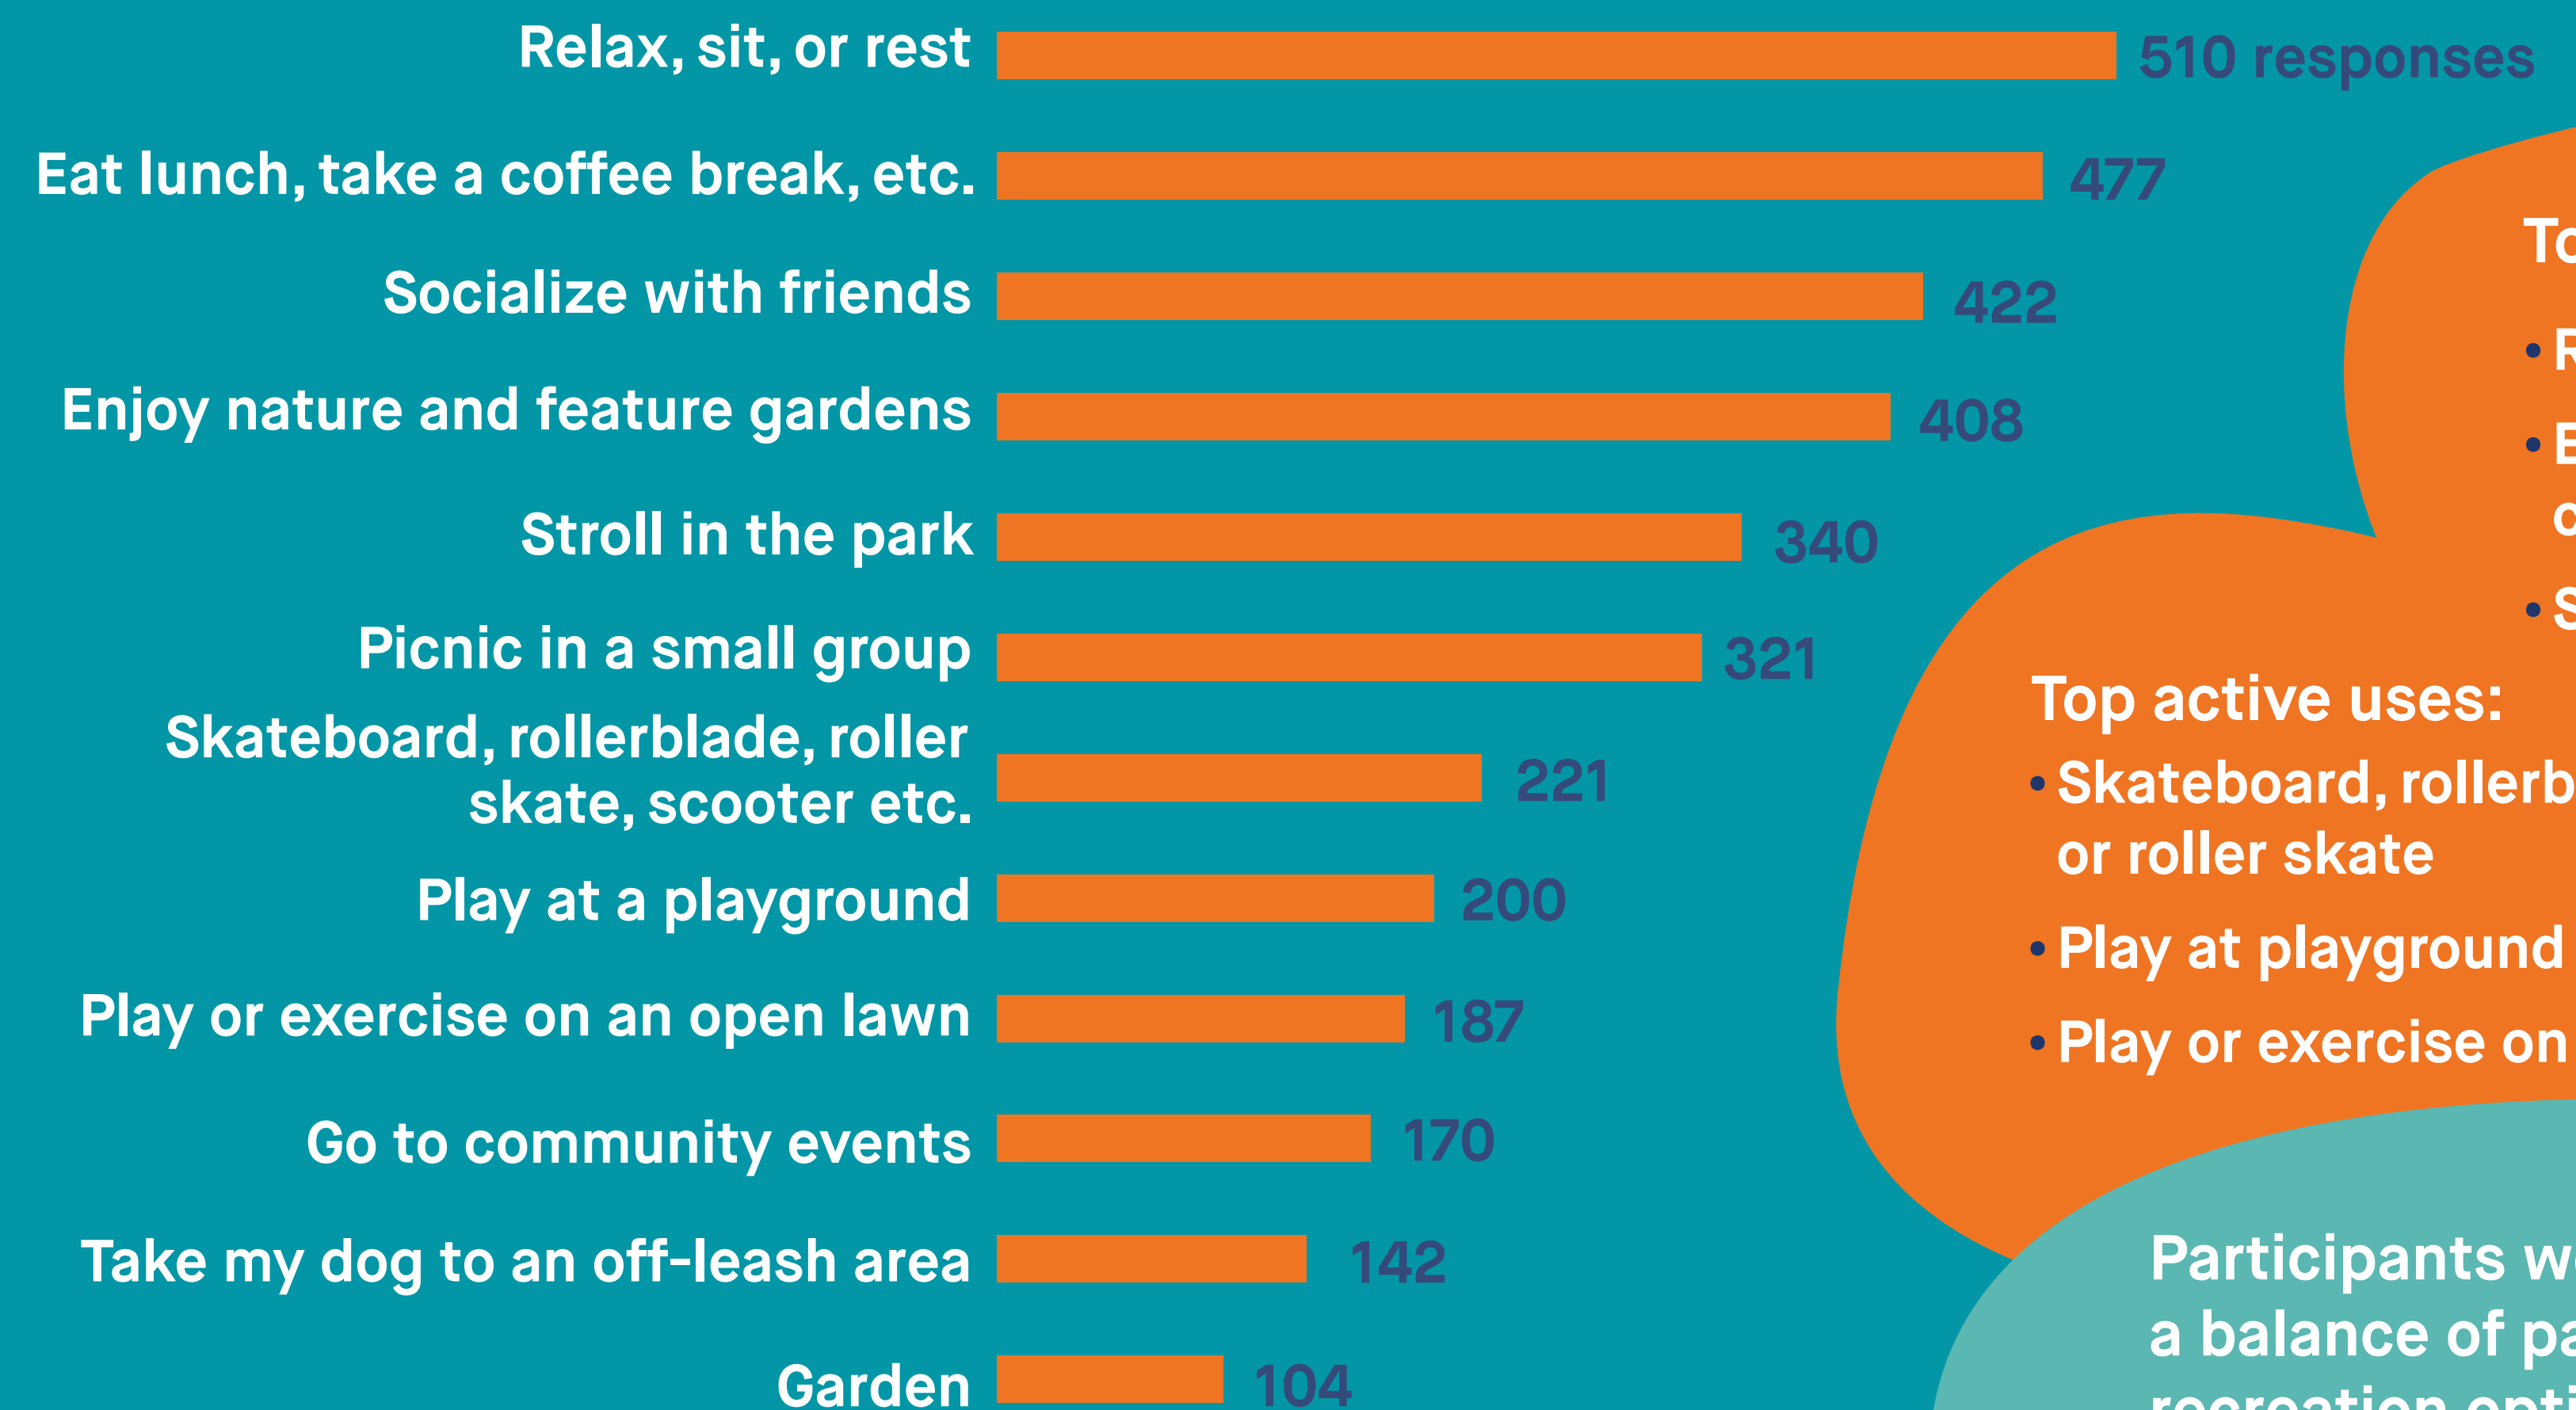 Relax, sit, or rest
510 responses
Eat lunch, take a coffee break, etc.
477
Socialize with friends
422
Enjoy nature and feature gardens
408
Stroll in the park
340
Picnic in a small group
321
Skateboard, rollerblade, roller
skate, scooter etc.
221
Play at a playground
200
Play or exercise on an open lawn
187
Go to community events
170
Take my dog to an off-leash area
142
Garden
104
Top active uses:
• Skateboard,
or roller skate
• Play at playground
• Play or exercise on
Participants
a balance of